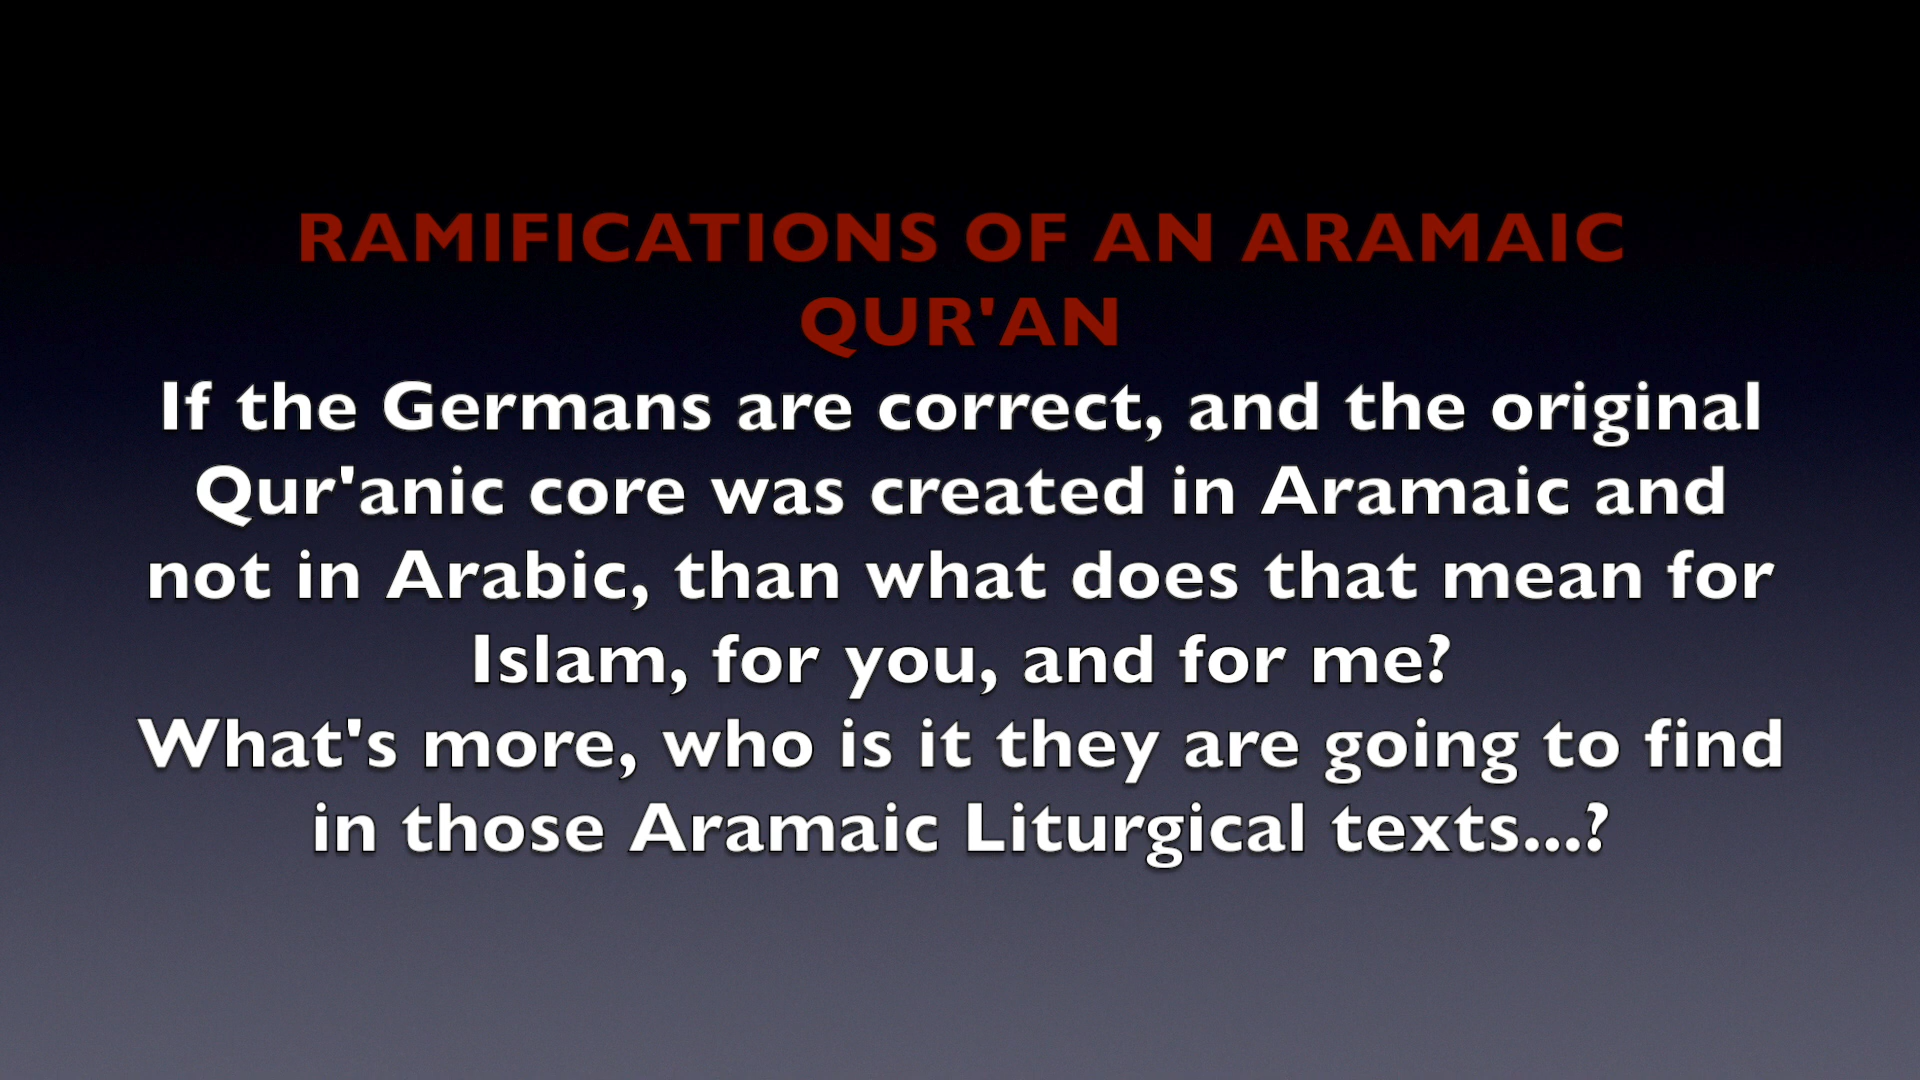 RAMIFICATIONS OF AN ARAMAIC
QUR'AN
If the Germans are correct, and the original
Qur'anic core was created in Aramaic and
not in Arabic, than what does that mean for
Islam, for you, and for me?
What's more, who is it they are going to find
in those Aramaic Liturgical texts...?